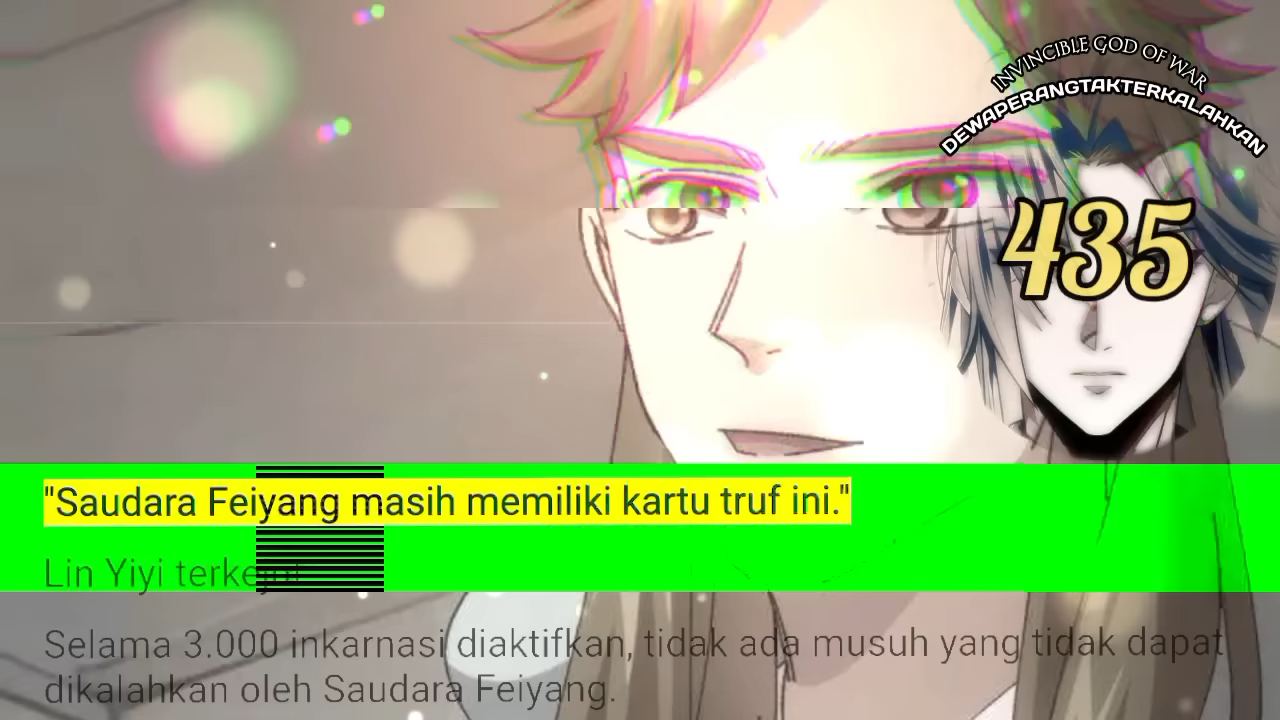 INVINCIBLE GOD OF WAR
DEWAPERANGTAKTERKALAHKAN
435
"Saudara Feiyang masih memiliki kartu truf ini."
Lin Yiyi
Selama 3.000 inkarnasi diaktifkan, tidak ada musuh yang tidak dapat
dikalahkan oleh Saudara Feiyang.